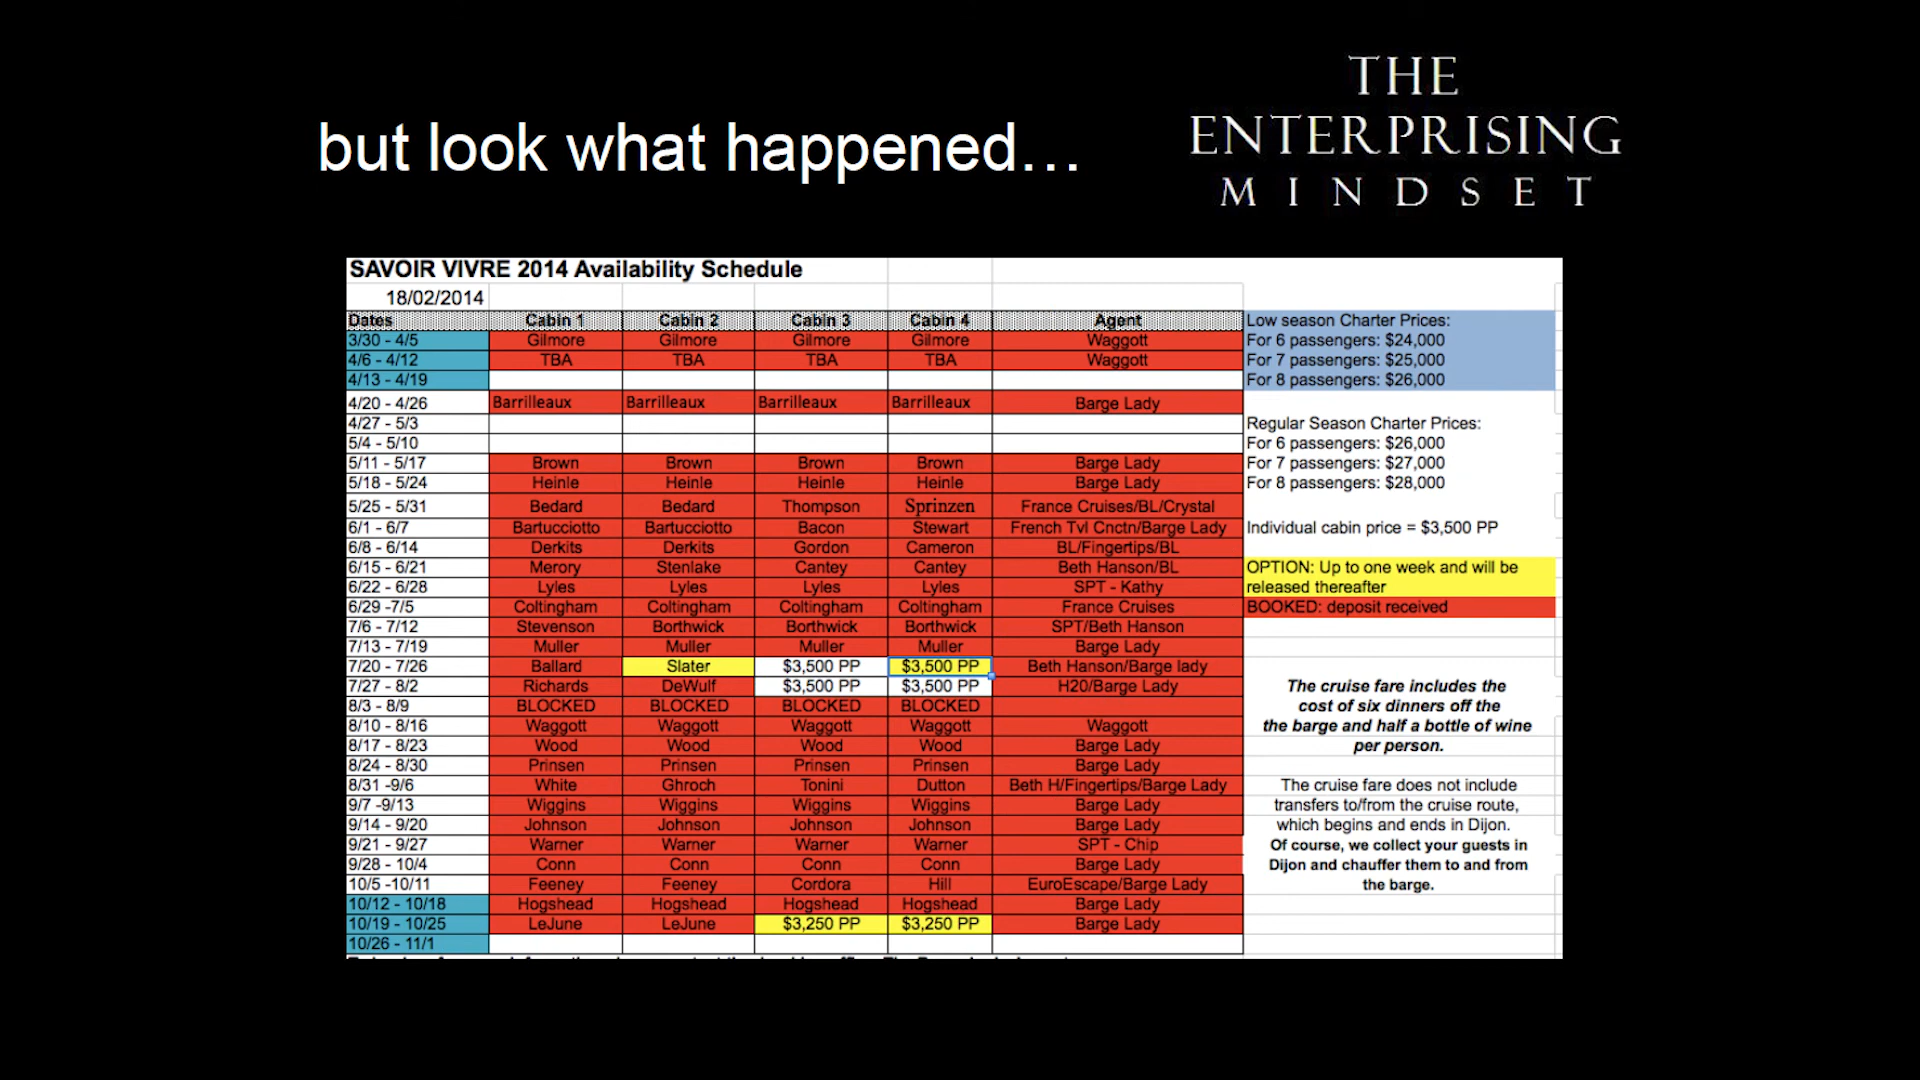 but look what happened…
THE
ENTERPRISING
MINDSET
SAVOIR VIVRE 2014 Availability Schedule
18/02/2014
Dates Cabin 1 Cabin 2 Cabin 3 Cabin 4 Agent
3/30 - 4/5 Gilmore Gilmore Gilmore Gilmore Waggott
4/6 - 4/12 TBA TBA TBA TBA Waggott
4/13 - 4/19
4/20 - 4/26 Barrilleaux Barrilleaux Barrilleaux Barrilleaux Barge Lady
4/27 - 5/3
5/4 - 5/10
5/11 - 5/17 Brown Brown Brown Brown Barge Lady
5/18 - 5/24 Heinle Heinle Heinle Heinle Barge Lady
5/25 - 5/31 Bedard Bedard Thompson Sprinzen France Cruises/BL/Crystal
6/1 - 6/7 Bartucciotto Bartucciotto Bacon Stewart French Tvl Cnctn/Barge Lady
6/8 - 6/14 Derkits Derkits Gordon Cameron BL/Fingertips/BL
6/15 - 6/21 Merory Stenlake Cantey Cantey Beth Hanson/BL
6/22 - 6/28 Lyles Lyles Lyles Lyles SPT - Kathy
6/29 -7/5 Coltingham Coltingham Coltingham Coltingham France Cruises
7/6 - 7/12 Stevenson Borthwick Borthwick Borthwick SPT/Beth Hanson
7/13 - 7/19 Muller Muller Muller Muller Barge Lady
7/20 - 7/26 Ballard Slater $3,500 PP $3,500 PP Beth Hanson/Barge lady
7/27 - 8/2 Richards DeWulf $3,500 PP $3,500 PP H20/Barge Lady
8/3 - 8/9 BLOCKED BLOCKED BLOCKED BLOCKED
8/10 - 8/16 Waggott Waggott Waggott Waggott Waggott
8/17 - 8/23 Wood Wood Wood Wood Barge Lady
8/24 - 8/30 Prinsen Prinsen Prinsen Prinsen Barge Lady
8/31 -9/6 White Ghroch Tonini Dutton Beth H/Fingertips/Barge Lady
9/7 -9/13 Wiggins Wiggins Wiggins Wiggins Barge Lady
9/14 - 9/20 Johnson Johnson Johnson Johnson Barge Lady
9/21 - 9/27 Warner Warner Warner Warner SPT - Chip
9/28 - 10/4 Conn Conn Conn Conn Barge Lady
10/5 -10/11 Feeney Feeney Cordora Hill EuroEscape/Barge Lady
10/12 - 10/18 Hogshead Hogshead Hogshead Hogshead Barge Lady
10/19 - 10/25 LeJune LeJune $3,250 PP $3,250 PP Barge Lady
10/26 - 11/1
Low season Charter Prices:
For 6 passengers: $24,000
For 7 passengers: $25,000
For 8 passengers: $26,000
Regular Season Charter Prices:
For 6 passengers: $26,000
For 7 passengers: $27,000
For 8 passengers: $28,000
Individual cabin price = $3,500 PP
OPTION: Up to one week and will be
released thereafter
BOOKED: deposit received
The cruise fare includes the
cost of six dinners off the
the barge and half a bottle of wine
per person.
The cruise fare does not include
transfers to/from the cruise route,
which begins and ends in Dijon.
Of course, we collect your guests in
Dijon and chauffer them to and from
the barge.